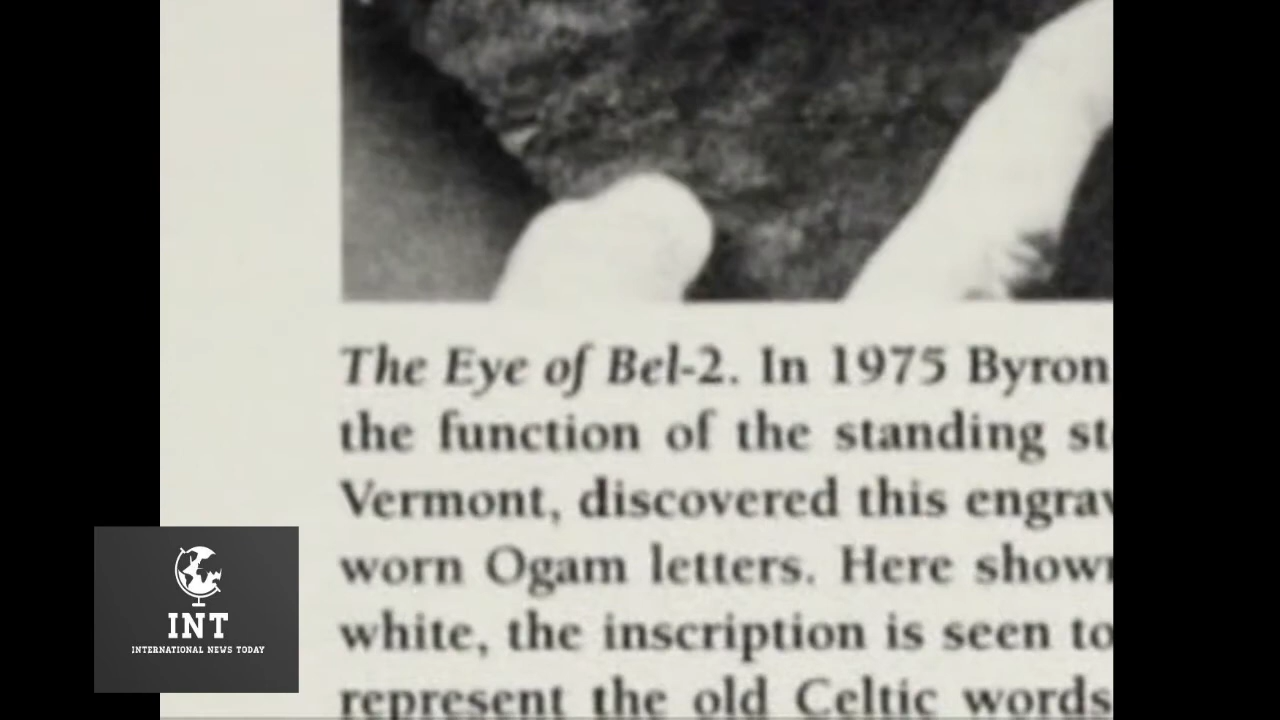 The Eye of Bel-2. In 1975 Byron
the function of the standing
Vermont, discovered this
worn Ogam letters. Here
white, the inscription is seen to
represent the old Celtic words
INT
INTERNATIONAL NEWS TODAY